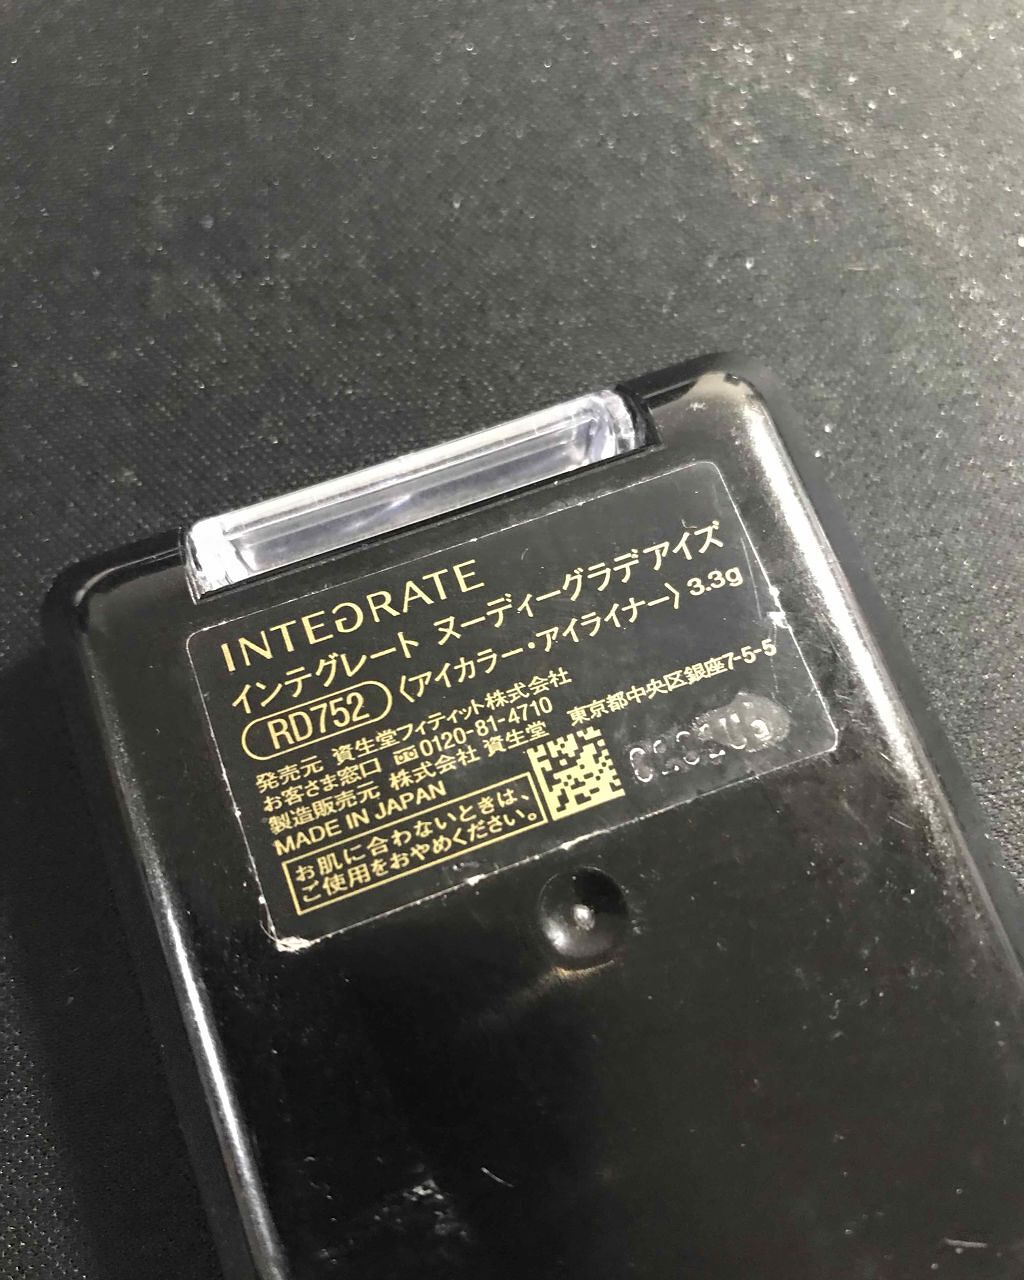 INTEGRATE
インテグレート ヌーディーグラデアイズ
RD752 〈アイカラー・アイライナー〉 3.3g
発売元 資生堂フィティット株式会社
お客さま窓口 0120-81-4710
製造販売元 株式会社 資生堂 東京都中央区銀座7-5-5
MADE IN JAPAN
お肌に合わないときは、
ご使用をおやめください。